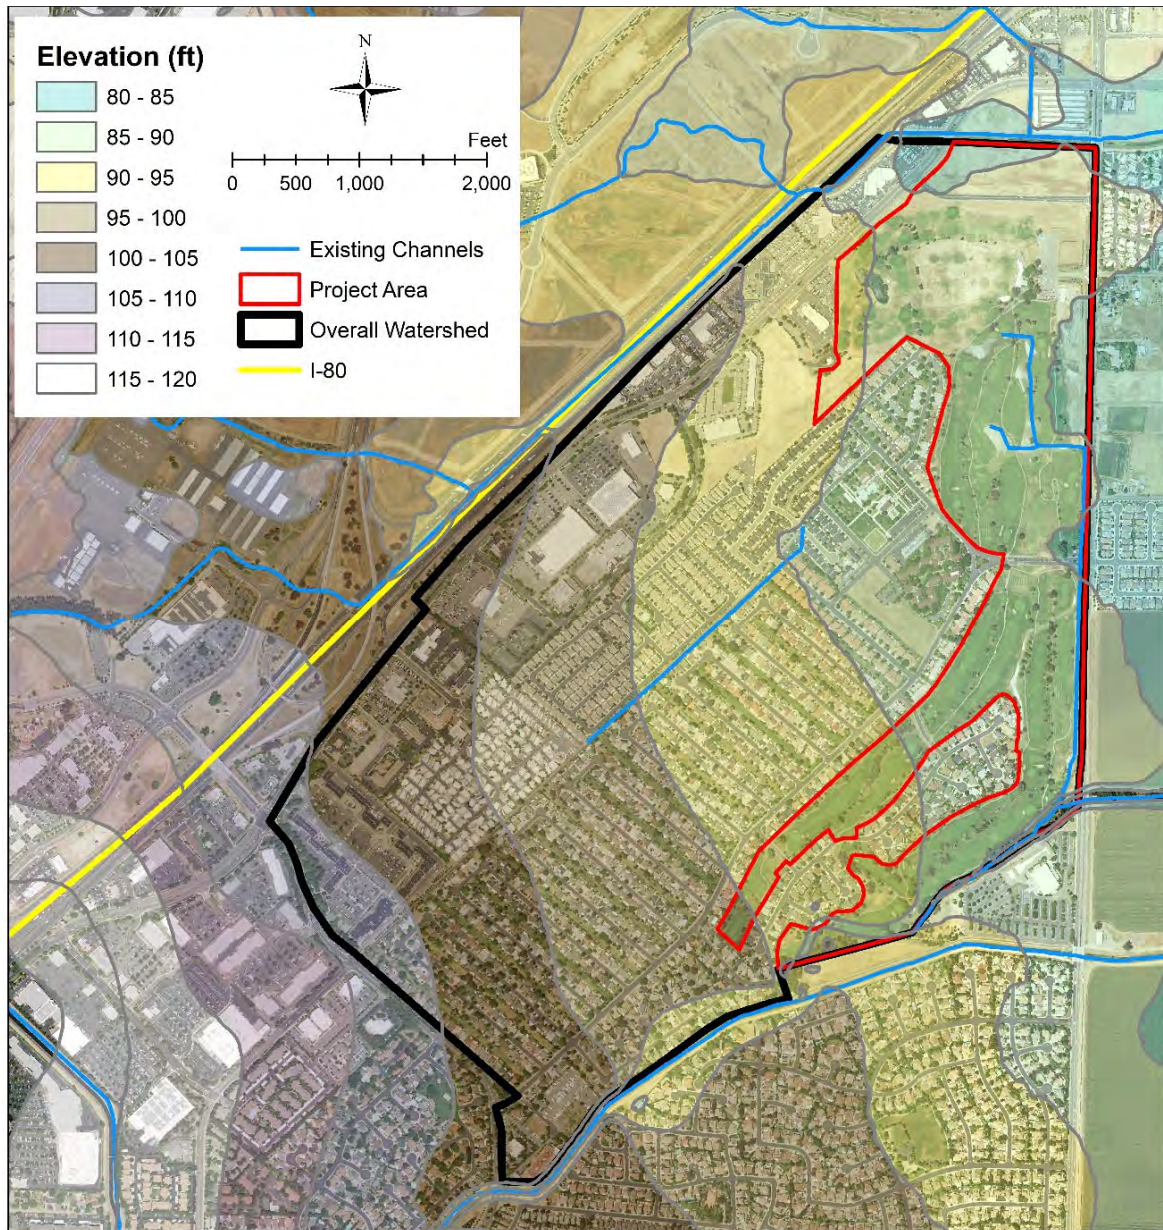 Elevation (ft)
80 - 85
85 - 90
90 - 95
95 - 100
100 - 105
105 - 110
110 - 115
115 - 120
N
Feet
0 500 1,000 2,000
Existing Channels
Project Area
Overall Watershed
I-80